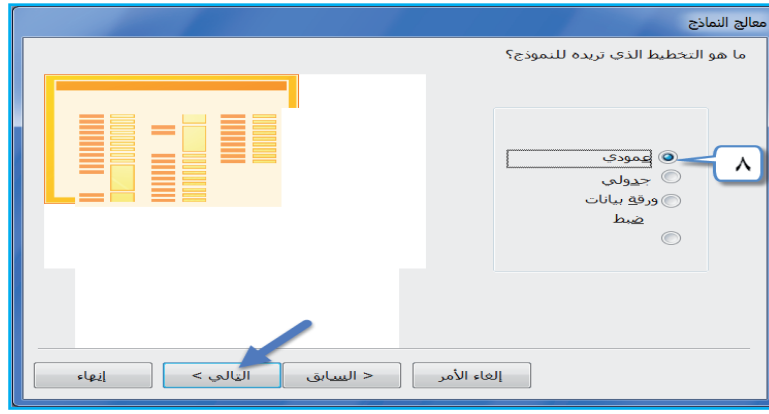 معالج النماذج
ما هو التخطيط الذي تريده للنموذج؟
عمودي
٨
جدولي
ورقة بيانات
ضبط
إلغاء الأمر
< السابق
التالي >
إنهاء